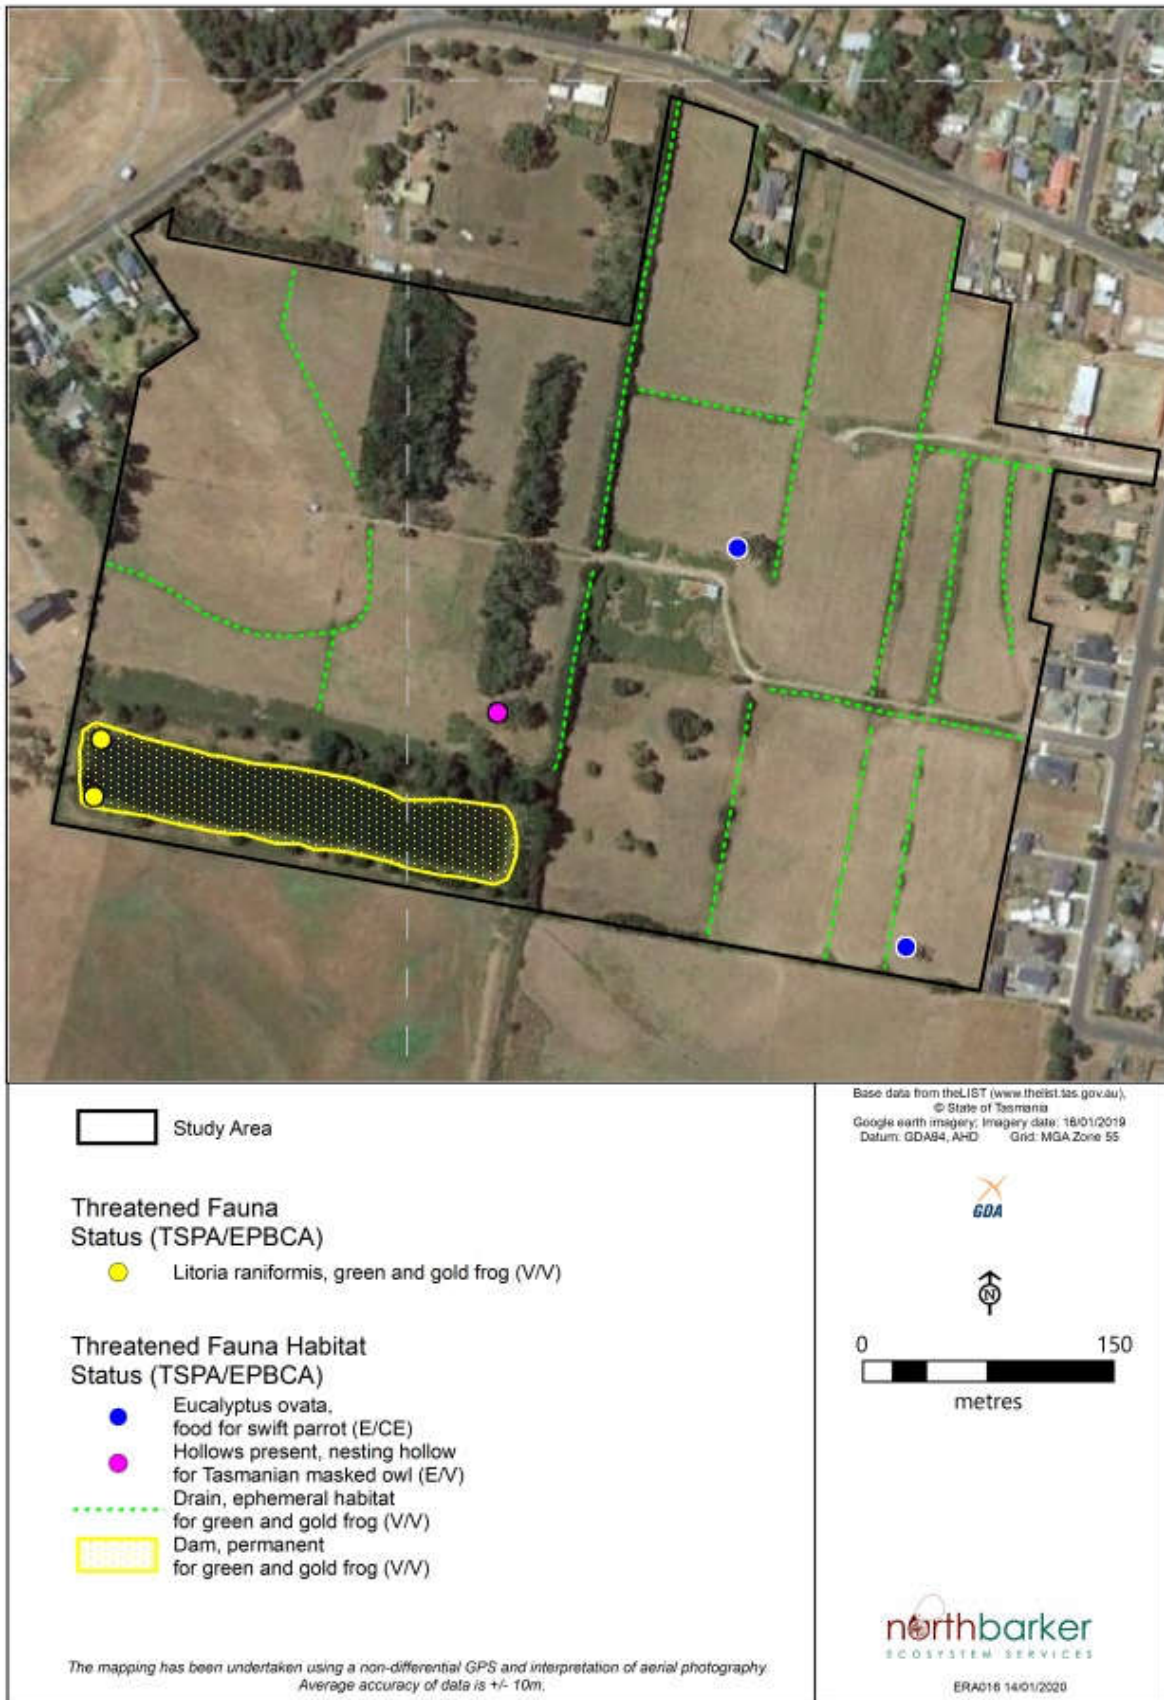 Study Area
Threatened Fauna
Status (TSPA/EPBCA)
Litoria raniformis, green and gold frog (V/V)
Threatened Fauna Habitat
Status (TSPA/EPBCA)
Eucalyptus ovata,
food for swift parrot (E/CE)
Hollows present, nesting hollow
for Tasmanian masked owl (E/V)
Drain, ephemeral habitat
for green and gold frog (V/V)
Dam, permanent
for green and gold frog (V/V)
The mapping has been undertaken using a non-differential GPS and interpretation of aerial photography.
Average accuracy of data is +/- 10m.
Base data from theLIST (www.thelist.tas.gov.au),
© State of Tasmania
Google earth imagery; Imagery date: 16/01/2019
Datum: GDA94, AHD Grid: MGA Zone 55
GDA
N
0 150
metres
northbarker
ECOSYSTEM SERVICES
ERA016 14/01/2020